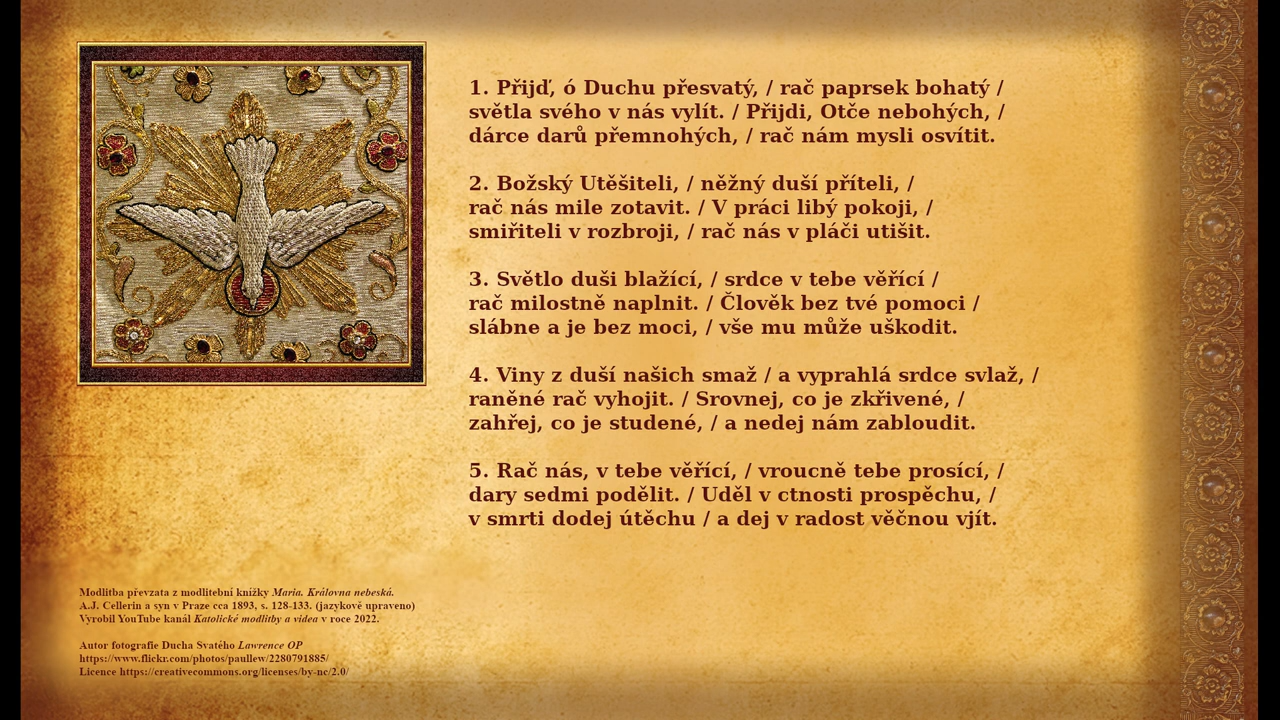 1. Přijď, ó Duchu přesvatý, / rač paprsek bohatý /
světla svého v nás vylít. / Přijdi, Otče nebohých, /
dárce darů přemnohých, / rač nám mysli osvítit.
2. Božský Utěšiteli, / něžný duší příteli, /
rač nás mile zotavit. / V práci libý pokoji, /
smiřiteli v rozbroji, / rač nás v pláči utišit.
3. Světlo duši blažící, / srdce v tebe věřící /
rač milostně naplnit. / Člověk bez tvé pomoci /
slábne a je bez moci, / vše mu může uškodit.
4. Viny z duší našich smaž / a vyprahlá srdce svlaž, /
raněné rač vyhojit. / Srovnej, co je zkřivené, /
zahřej, co je studené, / a nedej nám zabloudit.
5. Rač nás, v tebe věřící, / vroucně tebe prosící, /
dary sedmi podělit. / Uděl v ctnosti prospěchu, /
v smrti dodej útěchu / a dej v radost věčnou vjít.
Modlitba převzata z modlitební knížky Maria. Královna nebeská.
A.J. Cellerin a syn v Praze cca 1893, s. 128-133. (jazykově upraveno)
Vyrobil YouTube kanál Katolické modlitby a videa v roce 2022.
Autor fotografie Ducha Svatého Lawrence OP
https://www.flickr.com/photos/paullew/2280791885/
Licence https://creativecommons.org/licenses/by-nc/2.0/